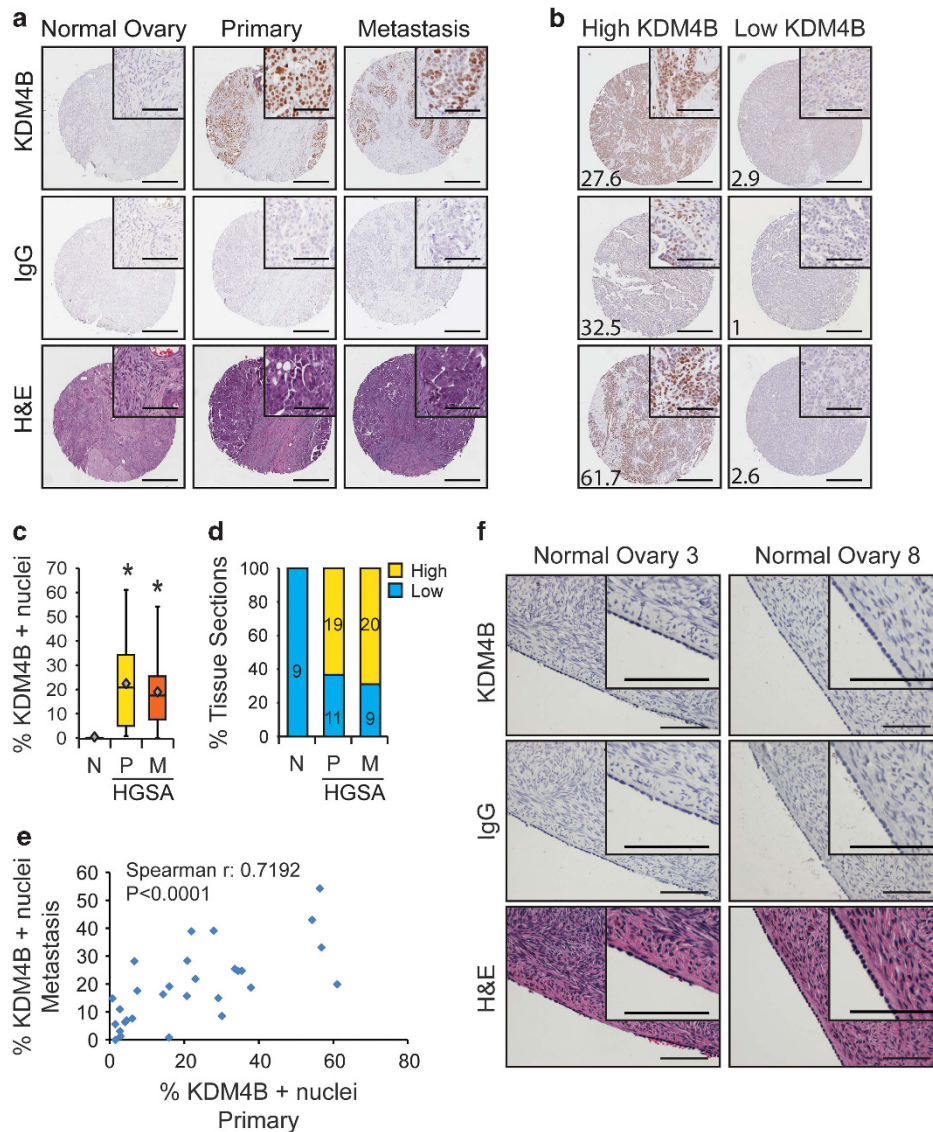 a
Normal Ovary Primary Metastasis
KDM4B
IgG
H&E
b
High KDM4B Low KDM4B
27.6 2.9
32.5 1
61.7 2.6
c
% KDM4B + nuclei
70
60
50
40
30
20
10
0
* *
N P M
HGSA
d
% Tissue Sections
100
80
60
40
20
0
9 19 20
11 9
High
Low
N P M
HGSA
e
Spearman r: 0.7192
P<0.0001
% KDM4B + nuclei
Metastasis
60
50
40
30
20
10
0
0 20 40 60 80
% KDM4B + nuclei
Primary
f
Normal Ovary 3 Normal Ovary 8
KDM4B
IgG
H&E